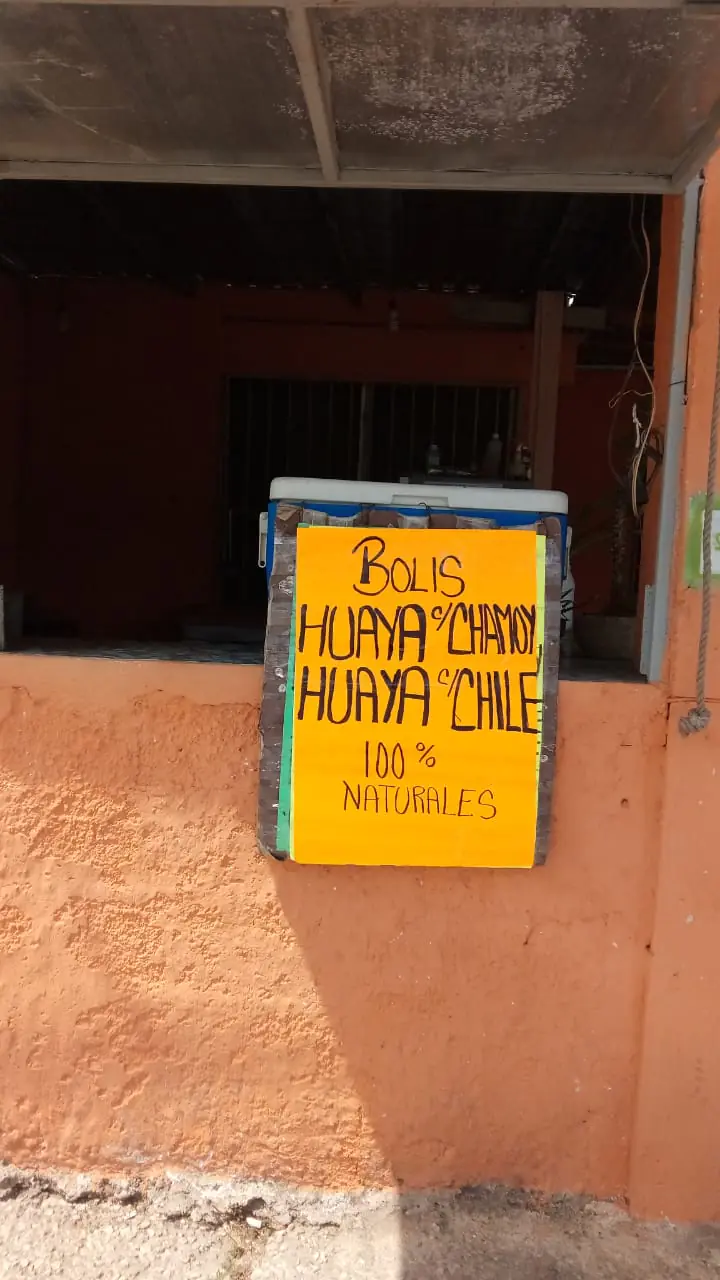 BOLIS
HUAYA c/CHAMOY
HUAYA c/CHILE
100%
NATURALES